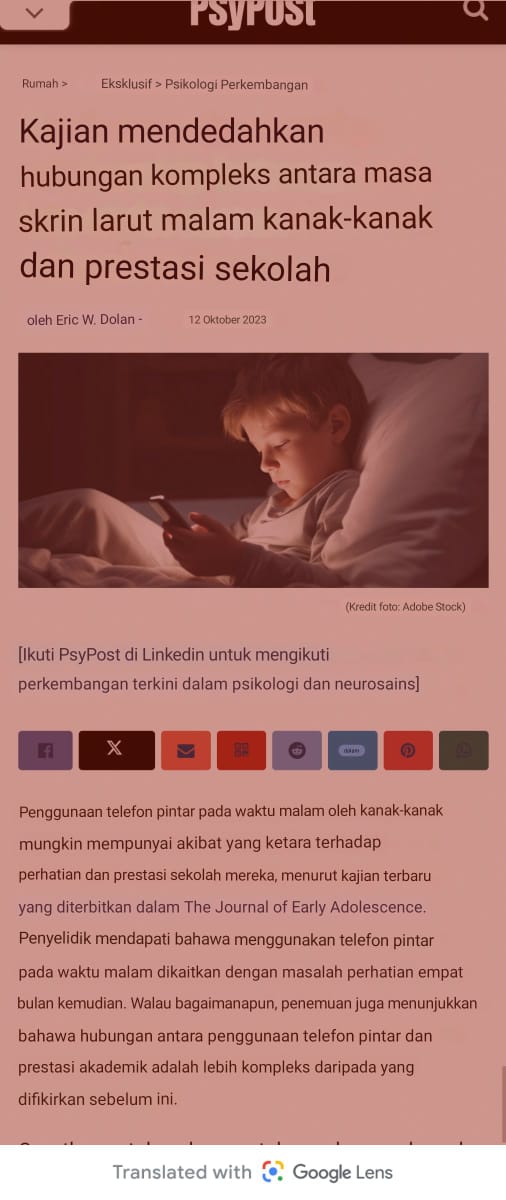 PSyPOSt
Rumah > Eksklusif > Psikologi Perkembangan
Kajian mendedahkan
hubungan kompleks antara masa
skrin larut malam kanak-kanak
dan prestasi sekolah
oleh Eric W. Dolan - 12 Oktober 2023
(Kredit foto: Adobe Stock)
[Ikuti PsyPost di Linkedin untuk mengikuti
perkembangan terkini dalam psikologi dan neurosains]
dalam
Penggunaan telefon pintar pada waktu malam oleh kanak-kanak
mungkin mempunyai akibat yang ketara terhadap
perhatian dan prestasi sekolah mereka, menurut kajian terbaru
yang diterbitkan dalam The Journal of Early Adolescence.
Penyelidik mendapati bahawa menggunakan telefon pintar
pada waktu malam dikaitkan dengan masalah perhatian empat
bulan kemudian. Walau bagaimanapun, penemuan juga menunjukkan
bahawa hubungan antara penggunaan telefon pintar dan
prestasi akademik adalah lebih kompleks daripada yang
difikirkan sebelum ini.
Translated with Google Lens